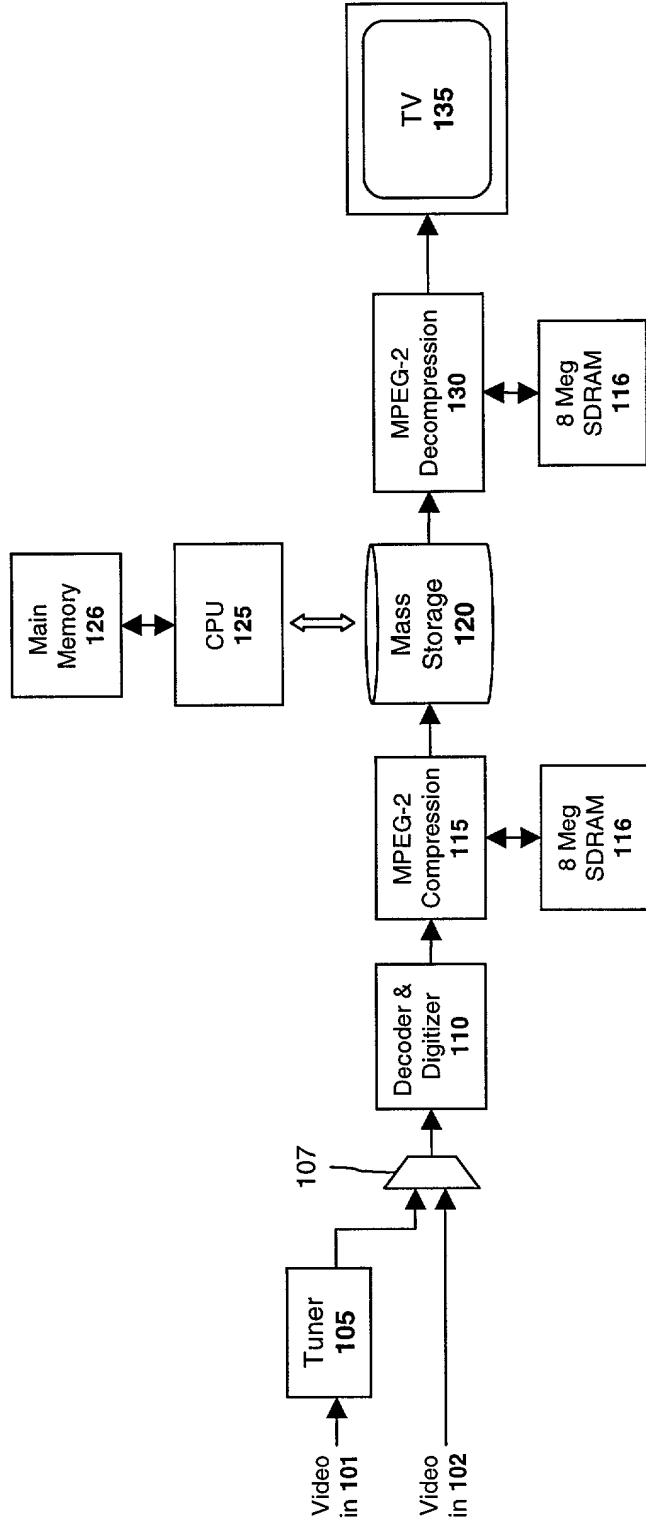 Video
in 101
Video
in 102
Tuner
105
107
Decoder &
Digitizer
110
MPEG-2
Compression
115
8 Meg
SDRAM
116
Main
Memory
126
CPU
125
Mass
Storage
120
MPEG-2
Decompression
130
8 Meg
SDRAM
116
TV
135